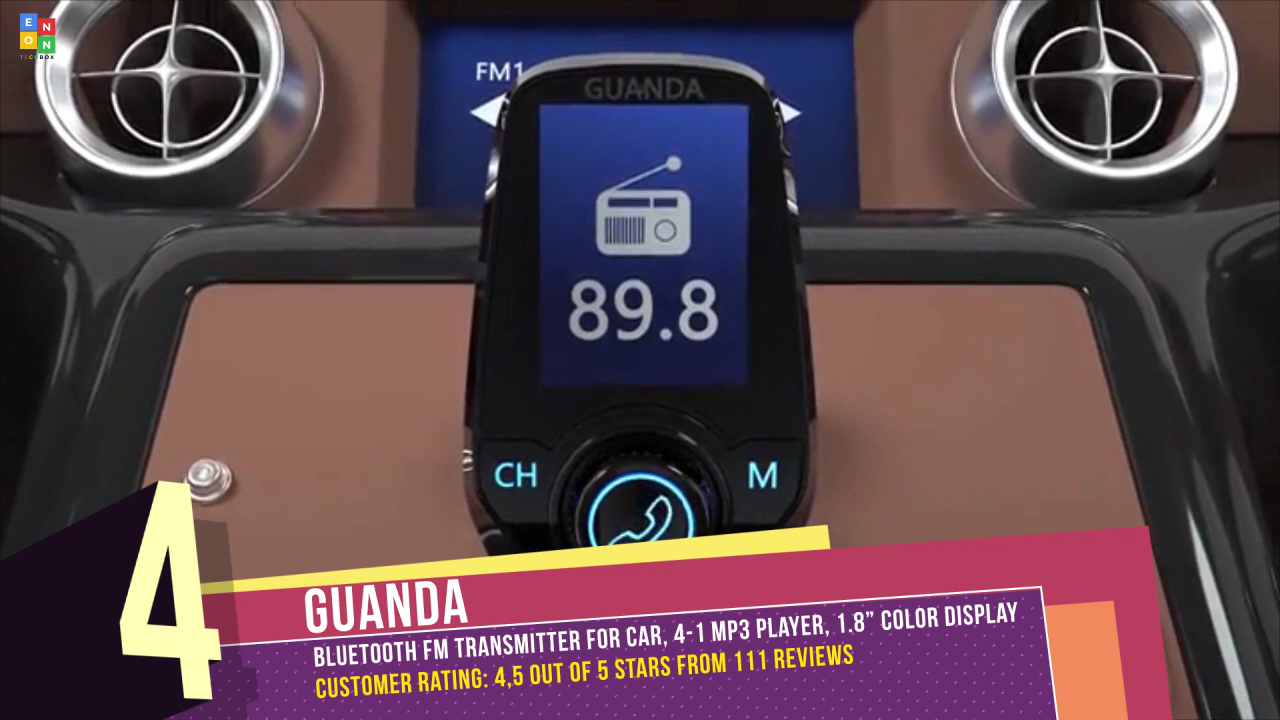 E
N
O
N
TECHBOX
FM1
GUANDA
89.8
CH
M
4
GUANDA
BLUETOOTH FM TRANSMITTER FOR CAR, 4-1 MP3 PLAYER, 1.8” COLOR DISPLAY
CUSTOMER RATING: 4,5 OUT OF 5 STARS FROM 111 REVIEWS